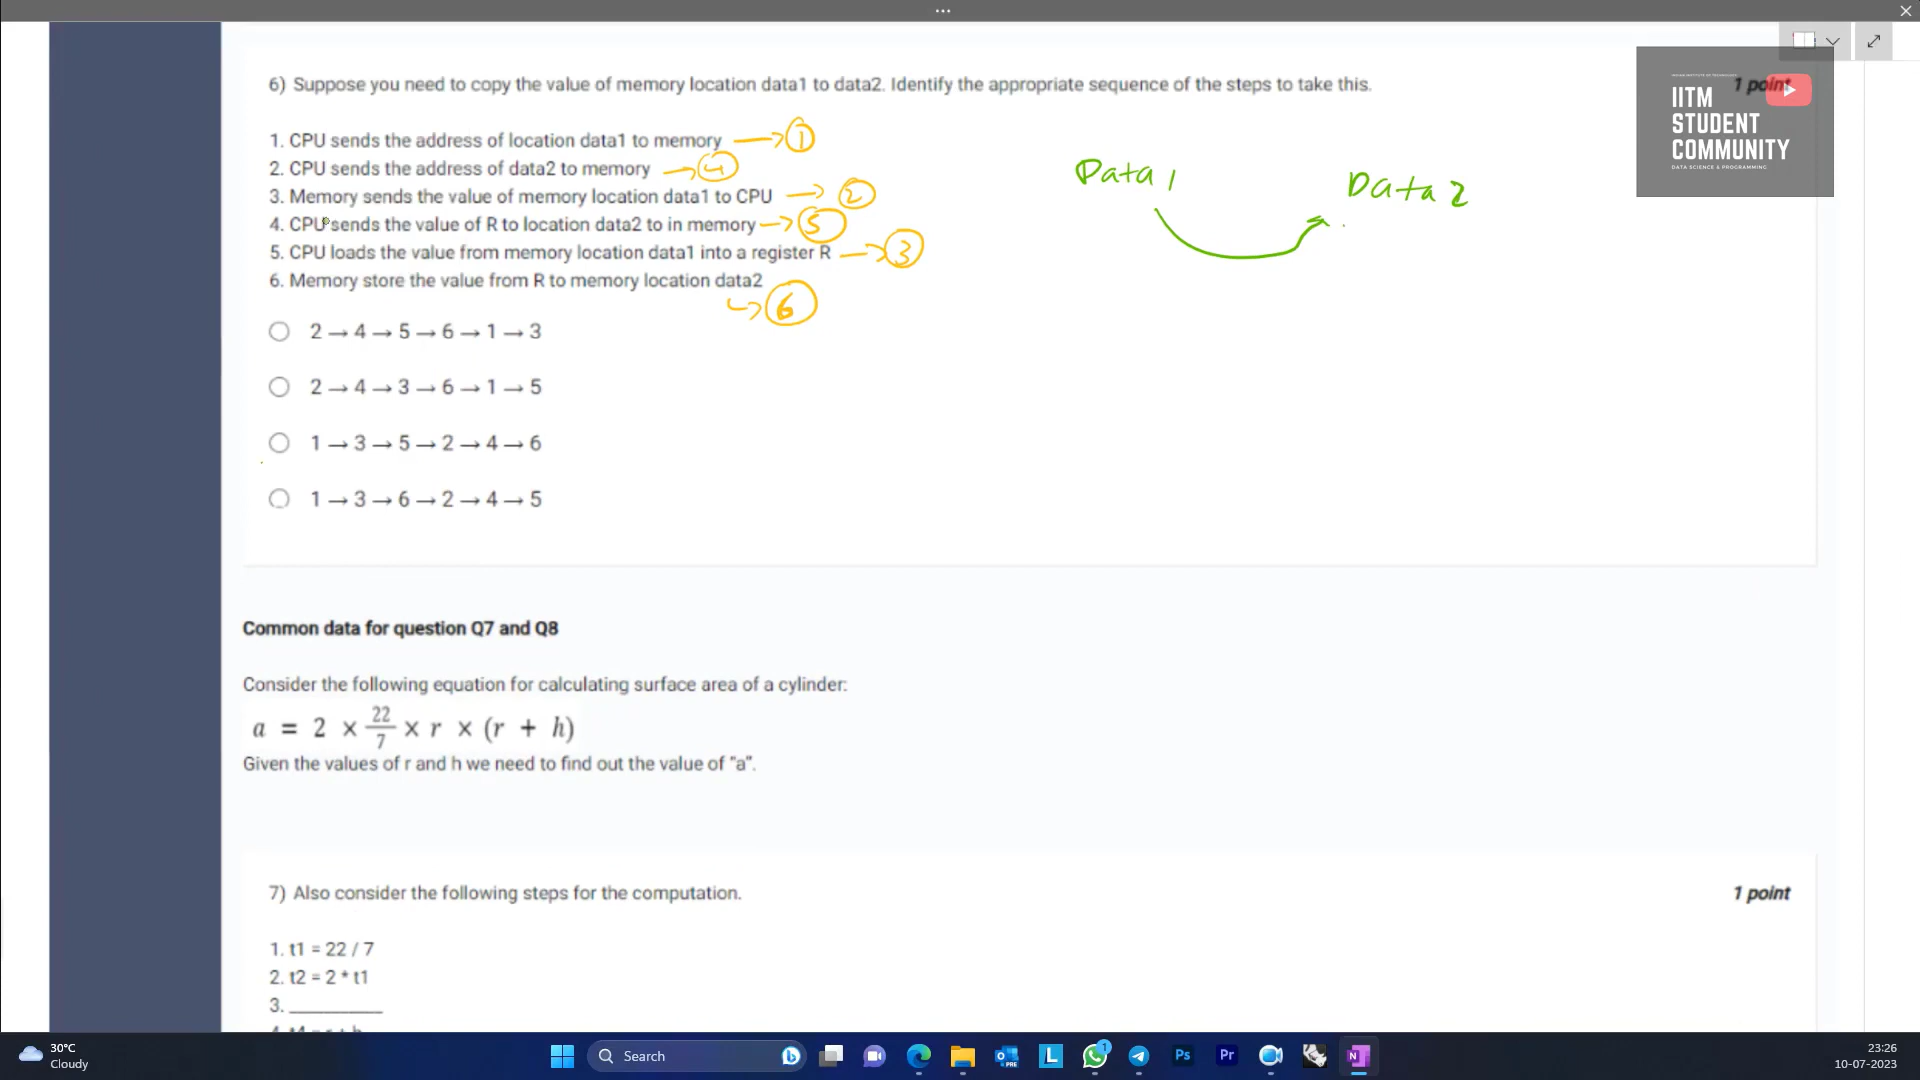 6) Suppose you need to copy the value of memory location data1 to data2. Identify the appropriate sequence of the steps to take this.
1 point
IITM
STUDENT
COMMUNITY
DATA SCIENCE & PROGRAMMING
1. CPU sends the address of location data1 to memory → 1
2. CPU sends the address of data2 to memory → 4
3. Memory sends the value of memory location data1 to CPU → 2
4. CPU sends the value of R to location data2 to in memory → 5
5. CPU loads the value from memory location data1 into a register R → 3
6. Memory store the value from R to memory location data2
↪ 6
Data 1
Data 2
2 → 4 → 5 → 6 → 1 → 3
2 → 4 → 3 → 6 → 1 → 5
1 → 3 → 5 → 2 → 4 → 6
1 → 3 → 6 → 2 → 4 → 5
Common data for question Q7 and Q8
Consider the following equation for calculating surface area of a cylinder:
a = 2 × 22/7 × r × (r + h)
Given the values of r and h we need to find out the value of "a".
7) Also consider the following steps for the computation.
1 point
1. t1 = 22 / 7
2. t2 = 2 * t1
3. __________
30°C
Cloudy
Search
L
1
Ps
Pr
N
23:26
10-07-2023